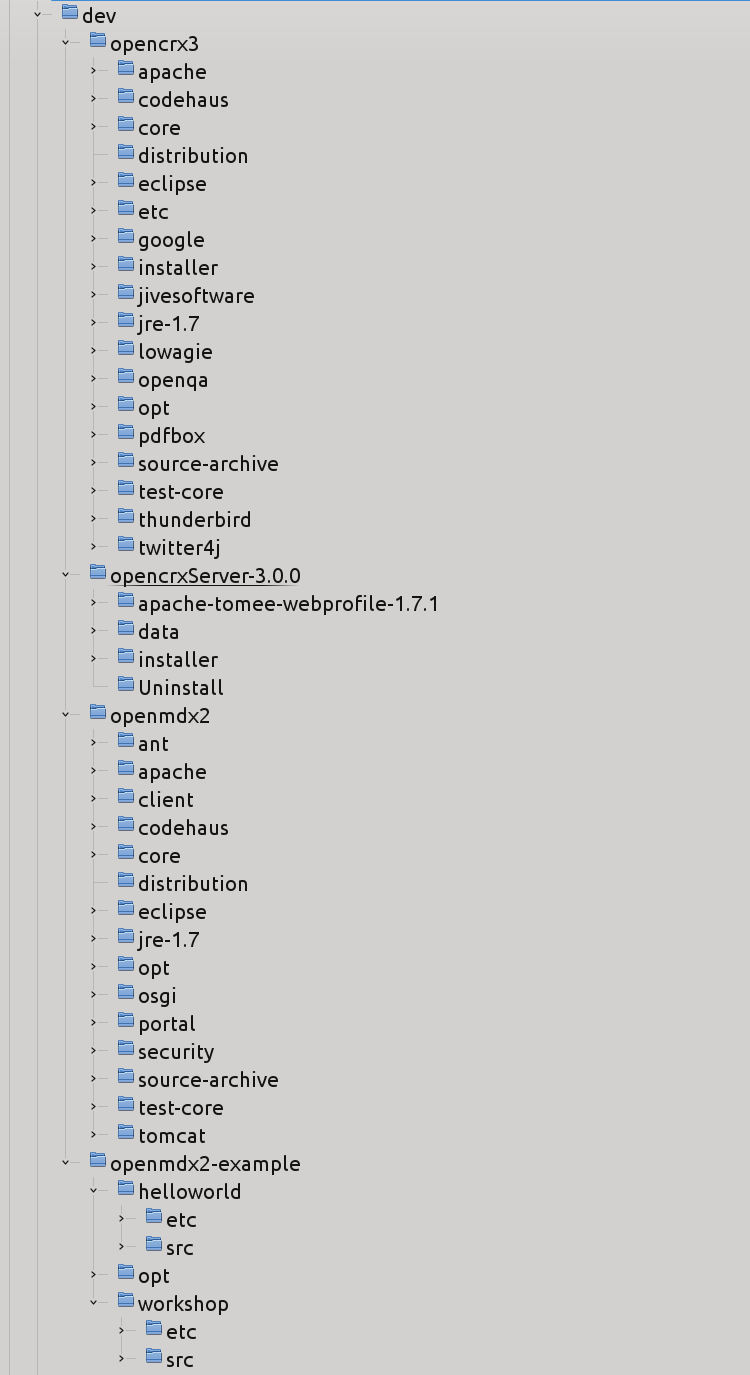 dev
opencrx3
apache
codehaus
core
distribution
eclipse
etc
google
installer
jivesoftware
jre-1.7
lowagie
openqa
opt
pdfbox
source-archive
test-core
thunderbird
twitter4j
opencrxServer-3.0.0
apache-tomee-webprofile-1.7.1
data
installer
Uninstall
openmdx2
ant
apache
client
codehaus
core
distribution
eclipse
jre-1.7
opt
osgi
portal
security
source-archive
test-core
tomcat
openmdx2-example
helloworld
etc
src
opt
workshop
etc
src